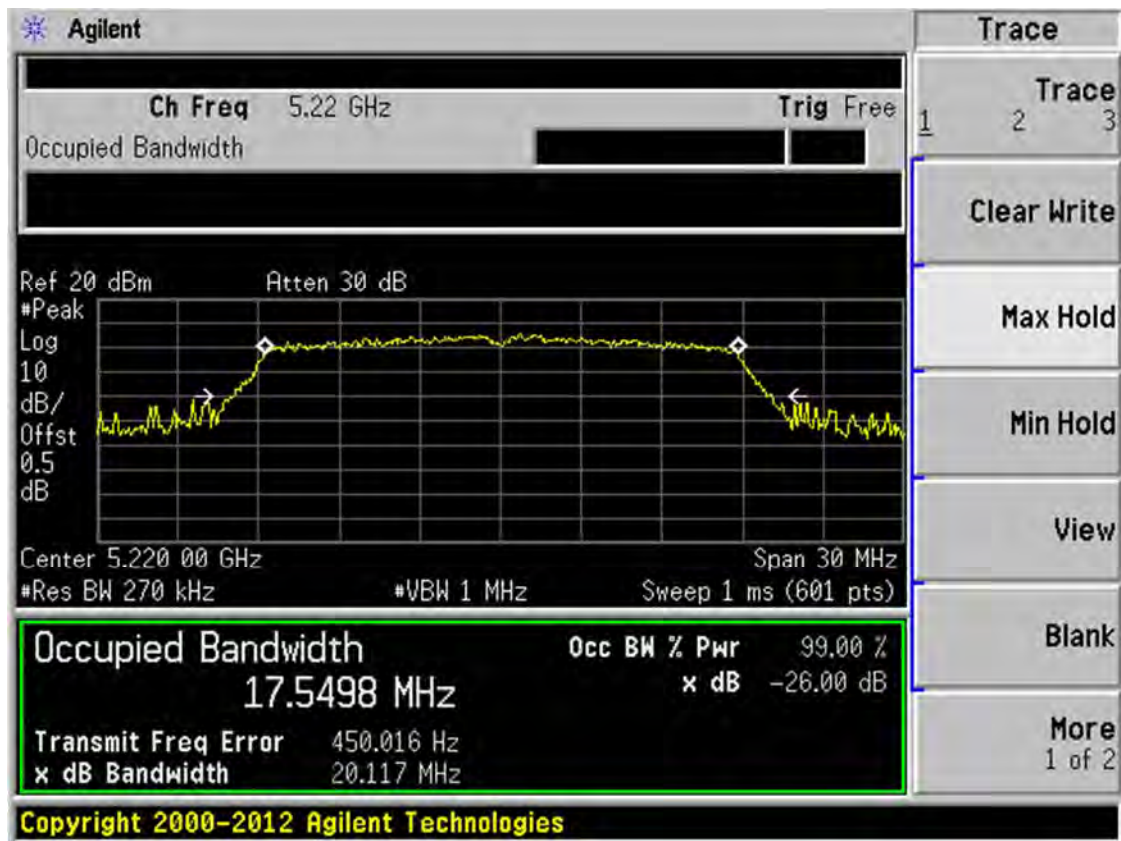 Agilent
Trace
Ch Freq 5.22 GHz Trig Free
Occupied Bandwidth
Trace
1 2 3
Clear Write
Max Hold
Min Hold
View
Blank
More
1 of 2
Ref 20 dBm Atten 30 dB
#Peak
Log
10
dB/
Offst
0.5
dB
Center 5.220 00 GHz Span 30 MHz
#Res BW 270 kHz #VBW 1 MHz Sweep 1 ms (601 pts)
Occupied Bandwidth
17.5498 MHz
Occ BW % Pwr 99.00 %
x dB -26.00 dB
Transmit Freq Error 450.016 Hz
x dB Bandwidth 20.117 MHz
Copyright 2000-2012 Agilent Technologies